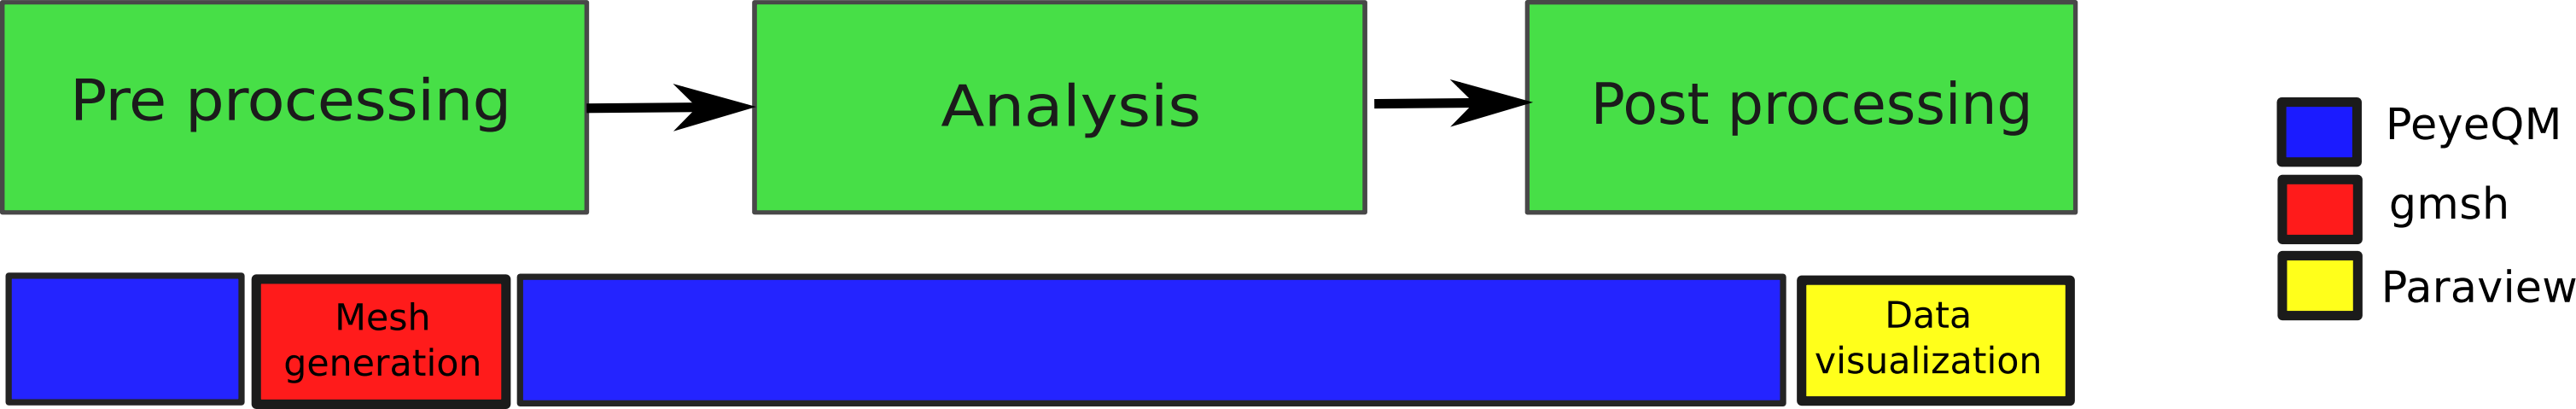 Pre processing
Analysis
Post processing
PeyeQM
gmsh
Paraview
Mesh
generation
Data
visualization